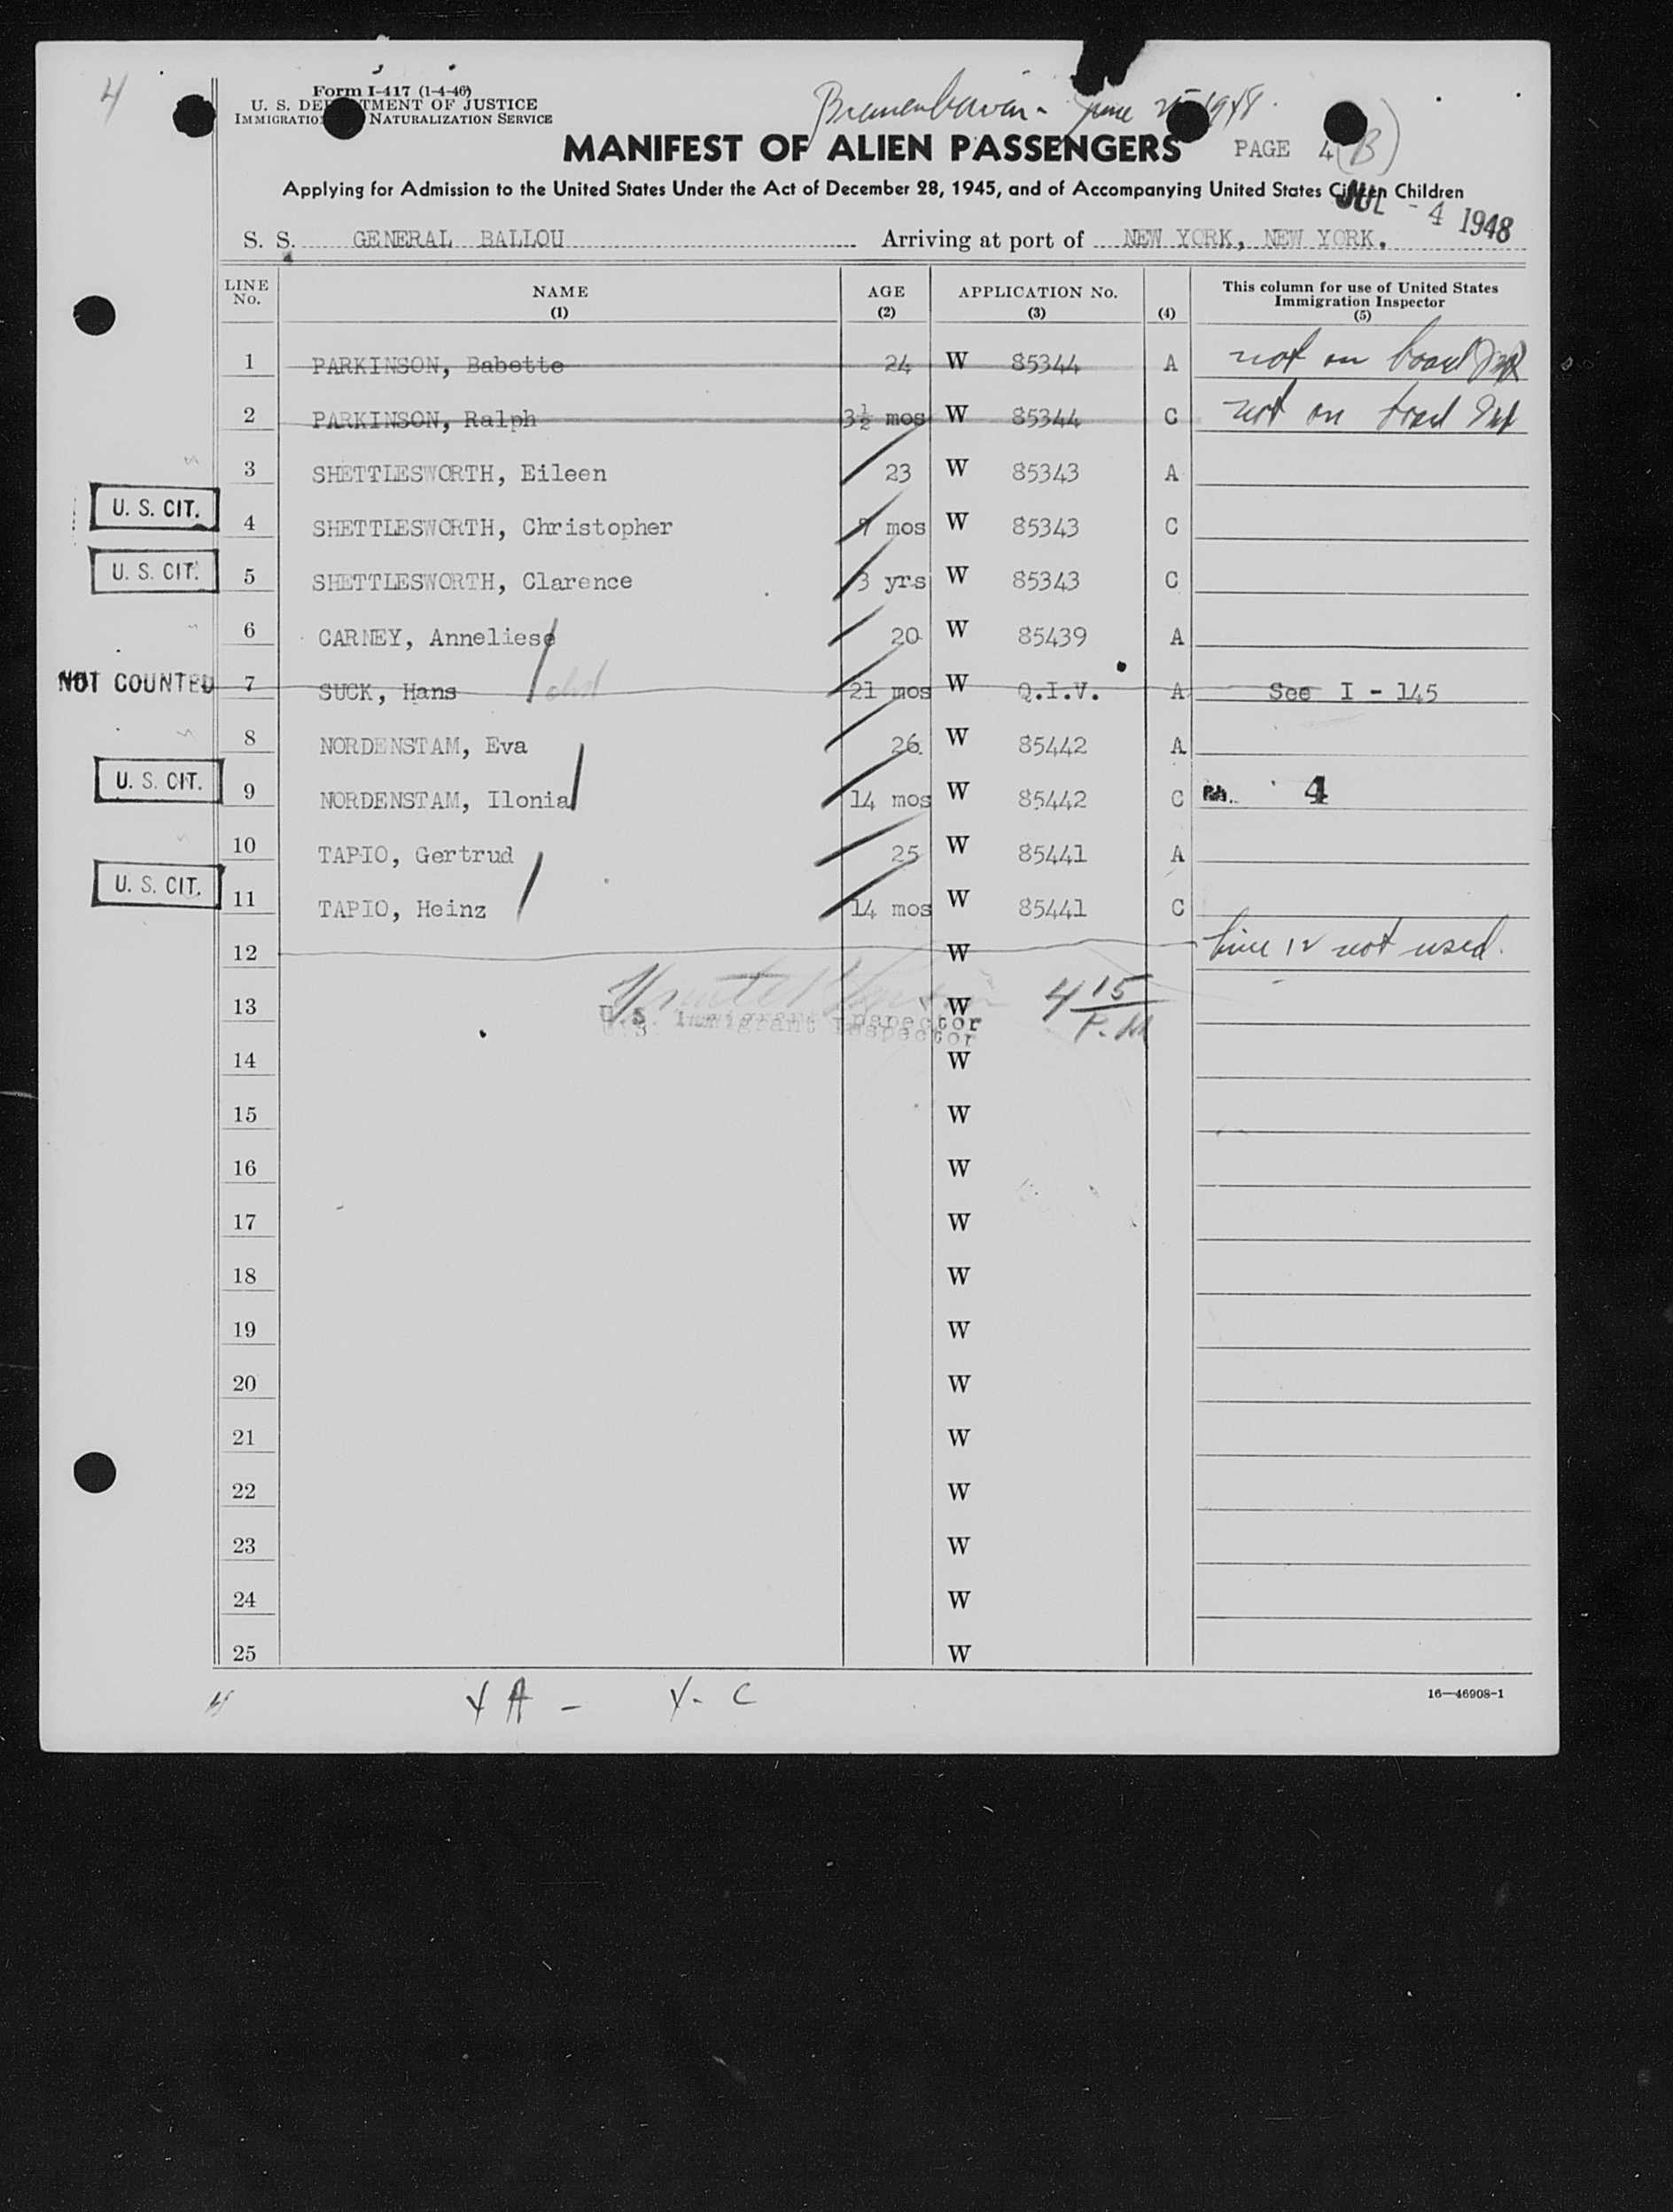 4
Form I-417 (1-4-46)
U. S. DEPARTMENT OF JUSTICE
IMMIGRATION NATURALIZATION SERVICE
Bremerhaven - June 1948.
MANIFEST OF ALIEN PASSENGERS PAGE 4 (B)
Applying for Admission to the United States Under the Act of December 28, 1945, and of Accompanying United States Citizen Children
JUL - 4 1948
S. S. GENERAL BALLOU Arriving at port of NEW YORK, NEW YORK.
LINE No. NAME (1) AGE (2) APPLICATION No. (3) (4) This column for use of United States Immigration Inspector (5)
1 PARKINSON, Babette 24 W 85344 A not on board
2 PARKINSON, Ralph 3½ mos W 85344 C not on board
3 SHETTLESWORTH, Eileen 23 W 85343 A
U. S. CIT. 4 SHETTLESWORTH, Christopher mos W 85343 C
U. S. CIT. 5 SHETTLESWORTH, Clarence 3 yrs W 85343 C
6 CARNEY, Anneliese 20 W 85439 A
NOT COUNTED 7 SUCK, Hans 21 mos W Q.I.V. A See I - 145
8 NORDENSTAM, Eva 26 W 85442 A
U. S. CIT. 9 NORDENSTAM, Ilonia 14 mos W 85442 C 4
10 TAPIO, Gertrud 25 W 85441 A
U. S. CIT. 11 TAPIO, Heinz 14 mos W 85441 C
12 W Line 12 not used.
13 W 4 15 P.M
U.S. Immigrant Inspector
14 W
15 W
16 W
17 W
18 W
19 W
20 W
21 W
22 W
23 W
24 W
25 W
4 A - 4 - C
16—46908-1